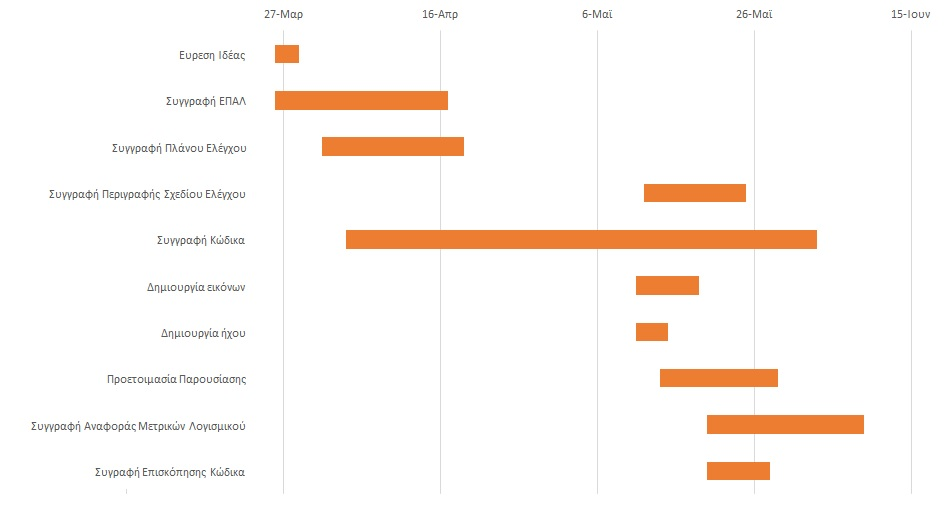 27-Μαρ 16-Απρ 6-Μαϊ 26-Μαϊ 15-Ιουν
Ευρεση Ιδέας
Συγγραφή ΕΠΑΛ
Συγγραφή Πλάνου Ελέγχου
Συγγραφή Περιγραφής Σχεδίου Ελέγχου
Συγγραφή Κώδικα
Δημιουργία εικόνων
Δημιουργία ήχου
Προετοιμασία Παρουσίασης
Συγγραφή Αναφοράς Μετρικών Λογισμικού
Συγραφή Επισκόπησης Κώδικα